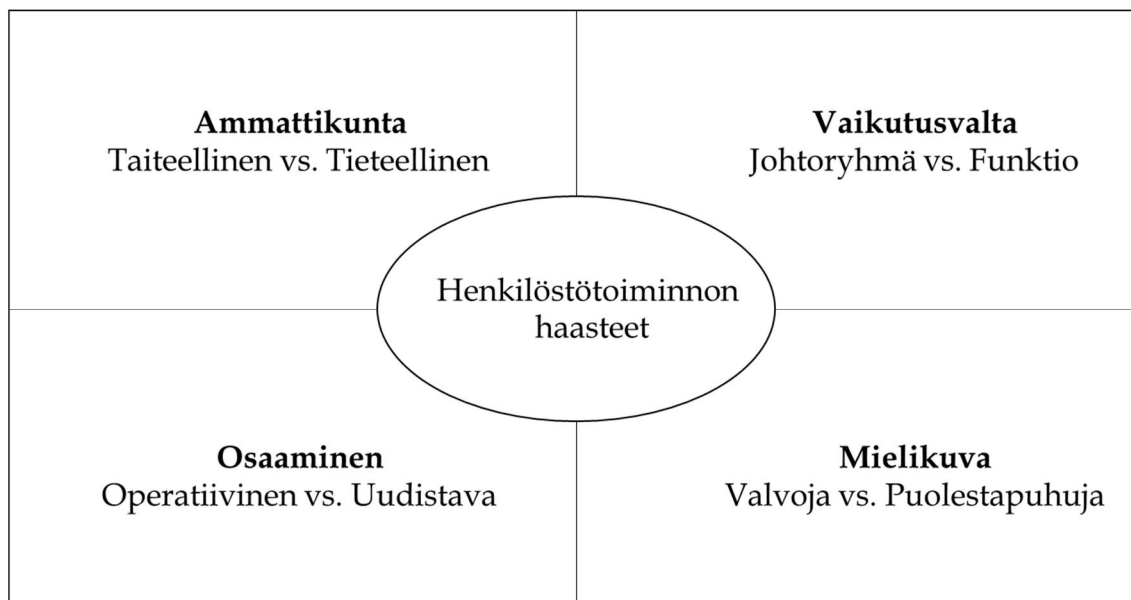 Ammattikunta
Taiteellinen vs. Tieteellinen
Vaikutusvalta
Johtoryhmä vs. Funktio
Henkilöstötoiminnon
haasteet
Osaaminen
Operatiivinen vs. Uudistava
Mielikuva
Valvoja vs. Puolestapuhuja